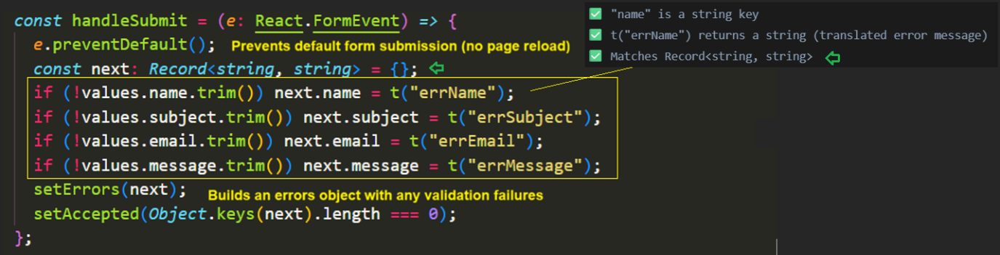 const handleSubmit = (e: React.FormEvent) => {
✅ "name" is a string key
✅ t("errName") returns a string (translated error message)
✅ Matches Record<string, string>
e.preventDefault(); Prevents default form submission (no page reload)
const next: Record<string, string> = {};
if (!values.name.trim()) next.name = t("errName");
if (!values.subject.trim()) next.subject = t("errSubject");
if (!values.email.trim()) next.email = t("errEmail");
if (!values.message.trim()) next.message = t("errMessage");
setErrors(next); Builds an errors object with any validation failures
setAccepted(Object.keys(next).length === 0);
};